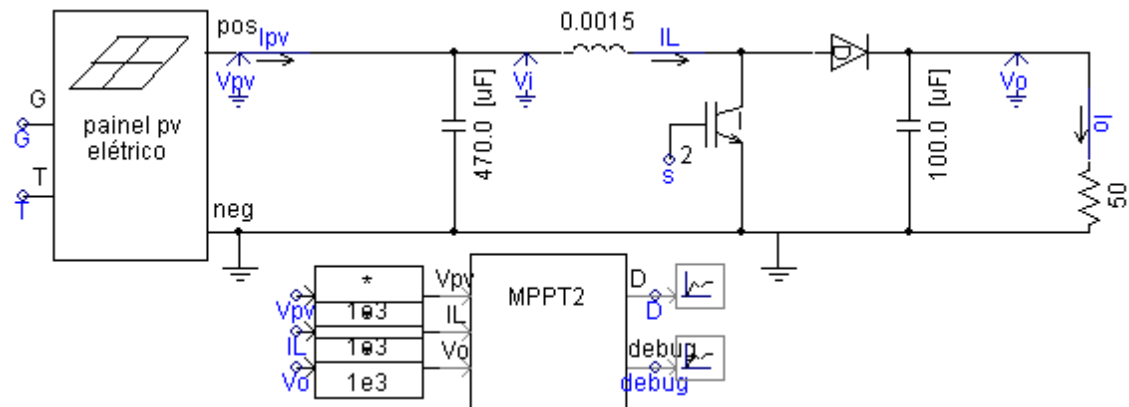 pos
Ipv
0.0015
IL
Vpv
Vi
Vo
G
G
painel pv
elétrico
470.0 [uF]
2
s
100.0 [uF]
Io
50
T
T
neg
*
1e3
*
1e3
*
1e3
Vpv
IL
Vo
Vpv
IL
Vo
MPPT2
D
D
debug
debug